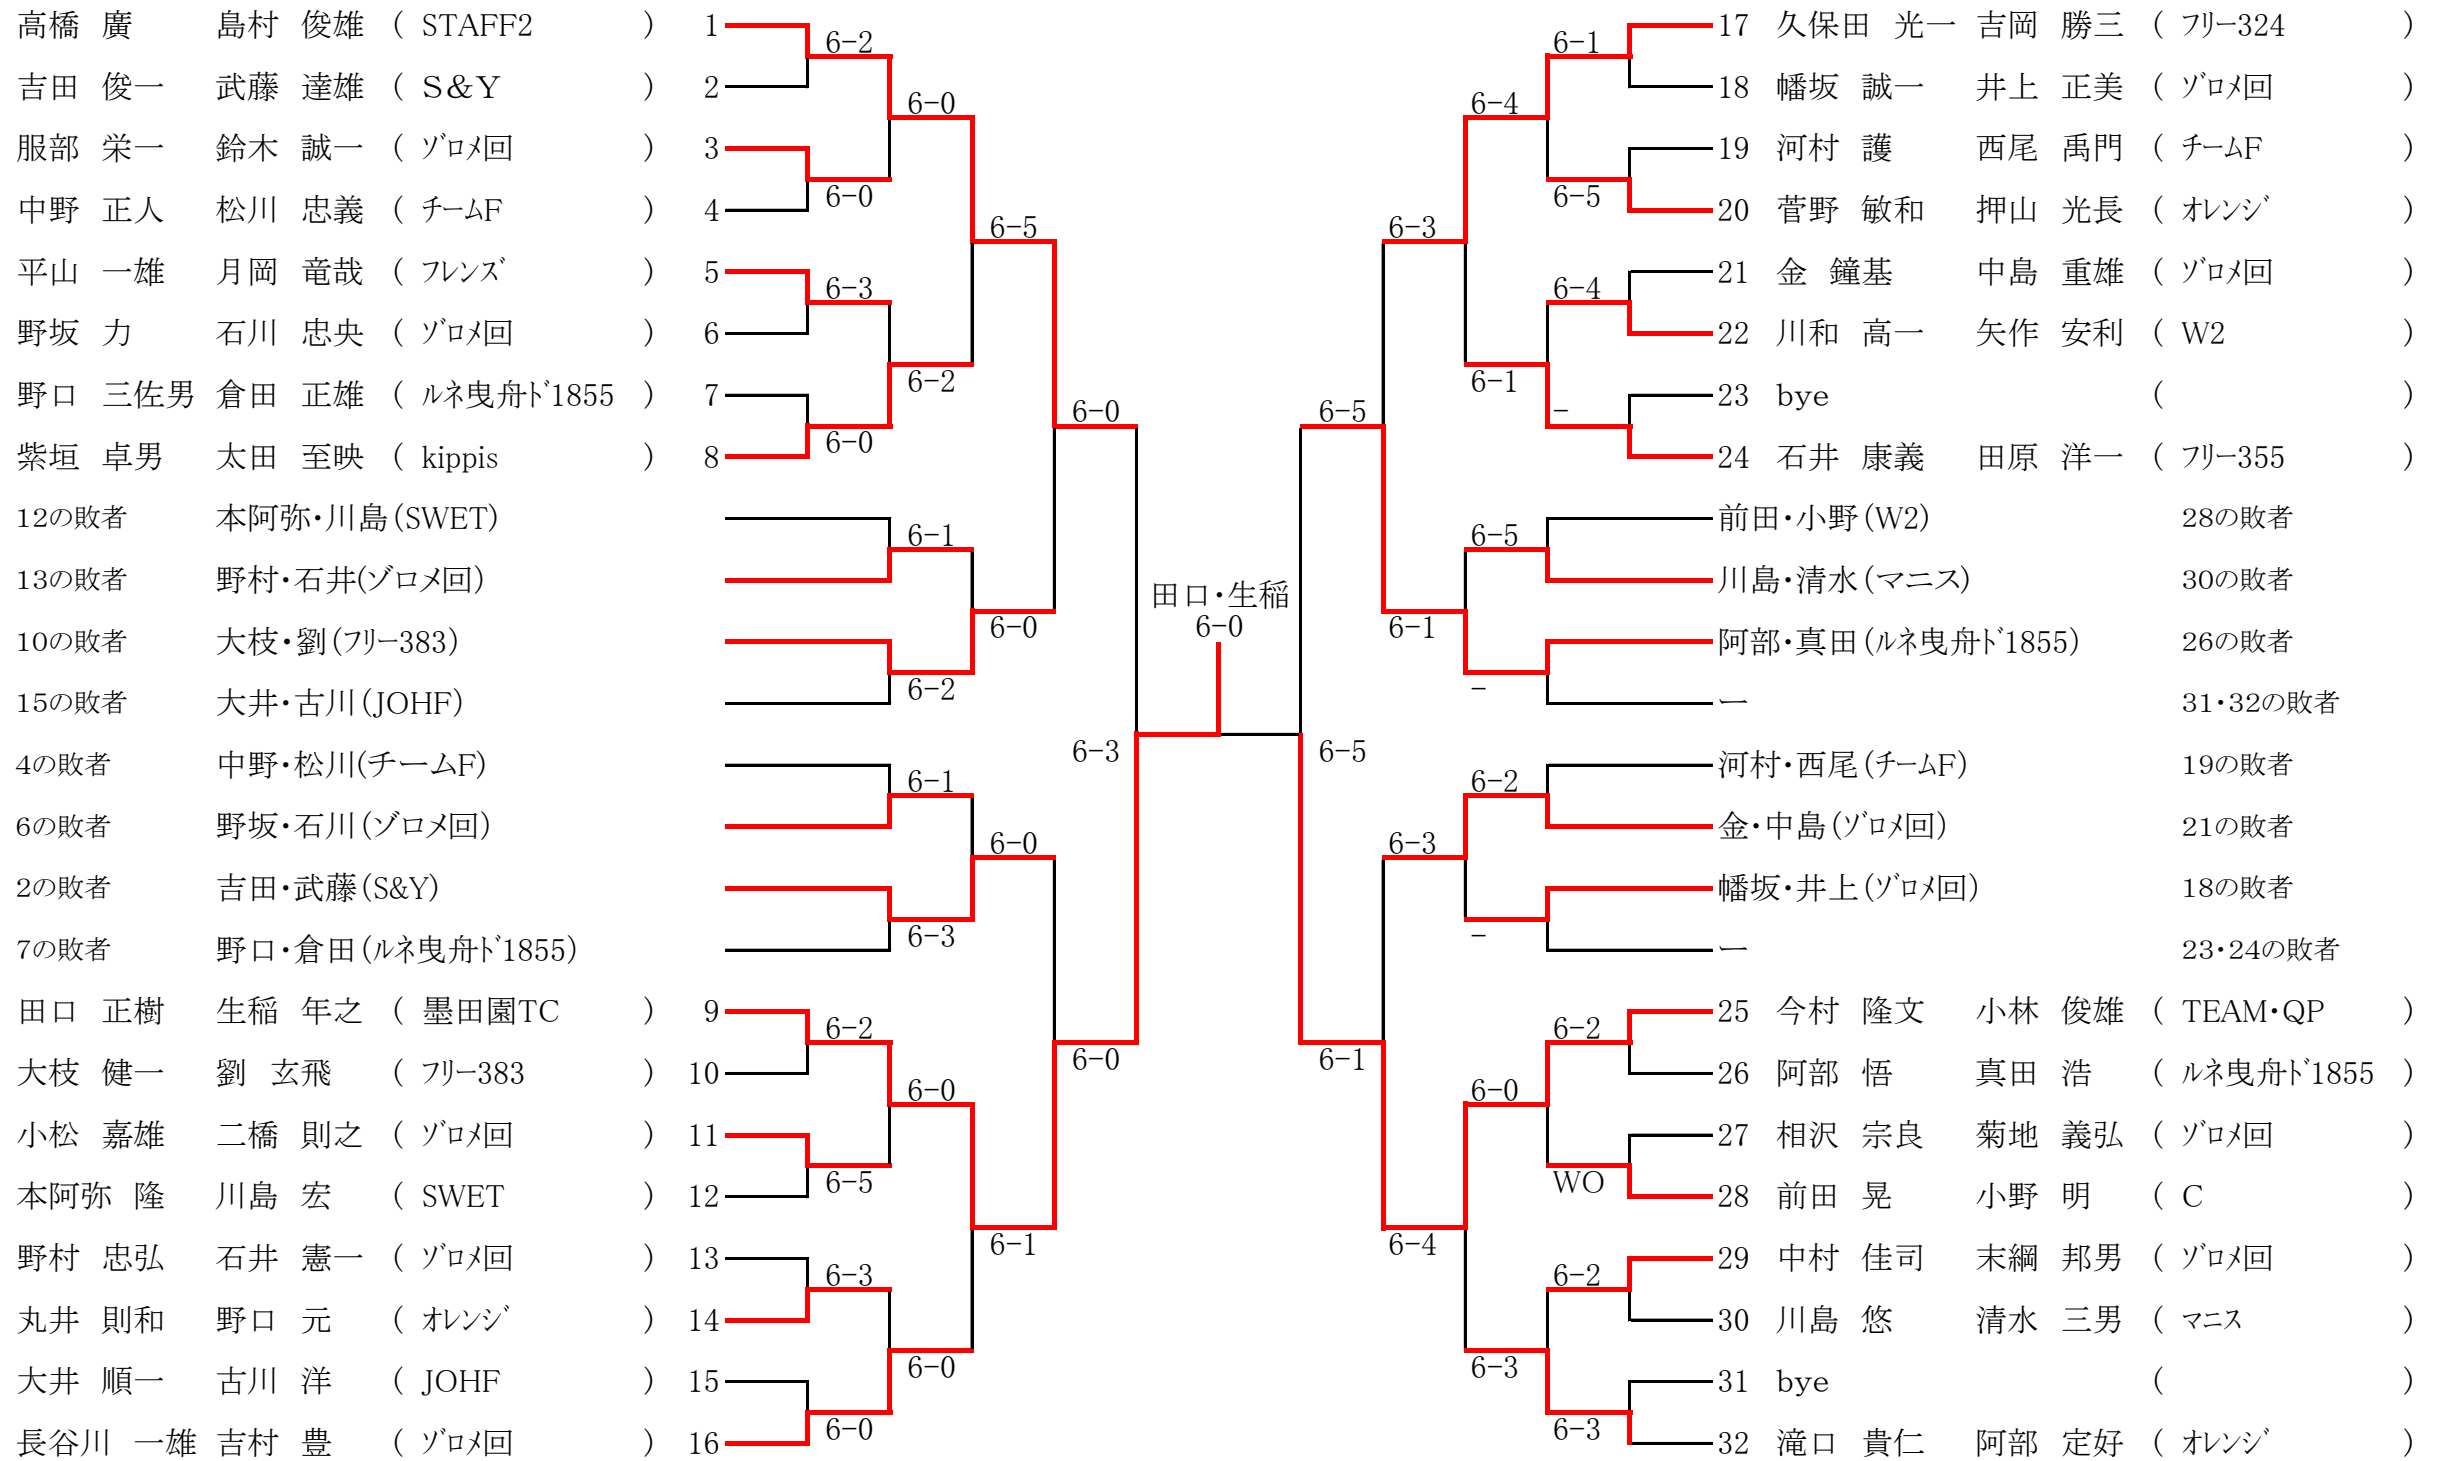 高橋 廣 島村 俊雄 ( STAFF2 ) 1
吉田 俊一 武藤 達雄 ( S&Y ) 2
服部 栄一 鈴木 誠一 ( ｿﾞﾛﾒ回 ) 3
中野 正人 松川 忠義 ( ﾁｰﾑF ) 4
平山 一雄 月岡 竜哉 ( ﾌﾚﾝｽﾞ ) 5
野坂 力 石川 忠央 ( ｿﾞﾛﾒ回 ) 6
野口 三佐男 倉田 正雄 ( ﾙﾈ曳舟ﾄﾞ1855 ) 7
紫垣 卓男 太田 至映 ( kippis ) 8
12の敗者 本阿弥・川島(SWET)
13の敗者 野村・石井(ゾロメ回)
10の敗者 大枝・劉(ﾌﾘｰ383)
15の敗者 大井・古川(JOHF)
4の敗者 中野・松川(チームF)
6の敗者 野坂・石川(ゾロメ回)
2の敗者 吉田・武藤(S&Y)
7の敗者 野口・倉田(ﾙﾈ曳舟ﾄﾞ1855)
田口 正樹 生稲 年之 ( 墨田園TC ) 9
大枝 健一 劉 玄飛 ( ﾌﾘｰ383 ) 10
小松 嘉雄 二橋 則之 ( ｿﾞﾛﾒ回 ) 11
本阿弥 隆 川島 宏 ( SWET ) 12
野村 忠弘 石井 憲一 ( ｿﾞﾛﾒ回 ) 13
丸井 則和 野口 元 ( ｵﾚﾝｼﾞ ) 14
大井 順一 古川 洋 ( JOHF ) 15
長谷川 一雄 吉村 豊 ( ｿﾞﾛﾒ回 ) 16
6-2
6-0
6-3
6-0
6-2
6-5
6-3
6-0
6-0
6-2
6-1
6-2
6-1
6-3
6-0
6-0
6-5
6-0
6-0
6-1
6-0
6-0
6-3
田口・生稲
6-0
6-5
6-5
6-1
6-3
6-1
6-3
6-4
6-4
6-1
6-5
-
6-2
-
6-0
6-3
6-1
6-5
6-4
-
6-2
WO
6-2
6-3
17 久保田 光一 吉岡 勝三 ( ﾌﾘｰ324 )
18 幡坂 誠一 井上 正美 ( ｿﾞﾛﾒ回 )
19 河村 護 西尾 禹門 ( ﾁｰﾑF )
20 菅野 敏和 押山 光長 ( ｵﾚﾝｼﾞ )
21 金 鐘基 中島 重雄 ( ｿﾞﾛﾒ回 )
22 川和 高一 矢作 安利 ( W2 )
23 bye ( )
24 石井 康義 田原 洋一 ( ﾌﾘｰ355 )
前田・小野(W2) 28の敗者
川島・清水(マニス) 30の敗者
阿部・真田(ﾙﾈ曳舟ﾄﾞ1855) 26の敗者
ー 31・32の敗者
河村・西尾(ﾁｰﾑF) 19の敗者
金・中島(ｿﾞﾛﾒ回) 21の敗者
幡坂・井上(ｿﾞﾛﾒ回) 18の敗者
ー 23・24の敗者
25 今村 隆文 小林 俊雄 ( TEAM・QP )
26 阿部 悟 真田 浩 ( ﾙﾈ曳舟ﾄﾞ1855 )
27 相沢 宗良 菊地 義弘 ( ｿﾞﾛﾒ回 )
28 前田 晃 小野 明 ( C )
29 中村 佳司 末綱 邦男 ( ｿﾞﾛﾒ回 )
30 川島 悠 清水 三男 ( ﾏﾆｽ )
31 bye ( )
32 滝口 貴仁 阿部 定好 ( ｵﾚﾝｼﾞ )